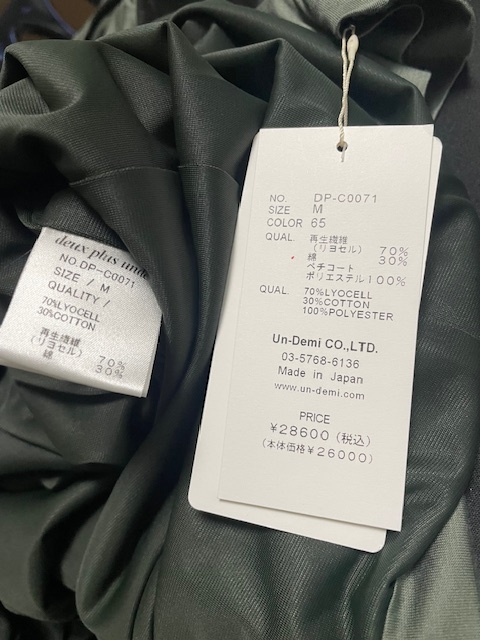 NO. DP-C0071
SIZE M
COLOR 65
QUAL. 再生繊維
(リヨセル) 70%
綿 30%
ペチコート
ポリエステル100%
QUAL. 70%LYOCELL
30%COTTON
100%POLYESTER
Un-Demi CO.,LTD.
03-5768-6136
Made in Japan
www.un-demi.com
PRICE
¥28600(税込)
(本体価格¥26000)
deux plus unde
NO.DP-C0071
SIZE / M
QUALITY /
70%LYOCELL
30%COTTON
再生繊維
(リヨセル) 70%
綿 30%